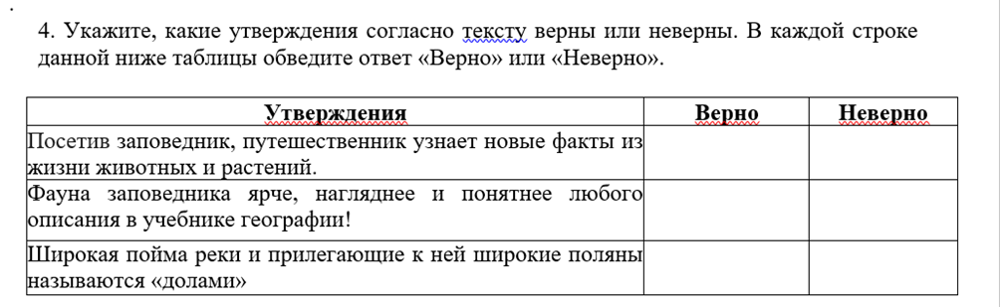 .
4. Укажите, какие утверждения согласно тексту верны или неверны. В каждой строке
данной ниже таблицы обведите ответ «Верно» или «Неверно».
Утверждения Верно Неверно
Посетив заповедник, путешественник узнает новые факты из
жизни животных и растений.
Фауна заповедника ярче, нагляднее и понятнее любого
описания в учебнике географии!
Широкая пойма реки и прилегающие к ней широкие поляны
называются «долами»